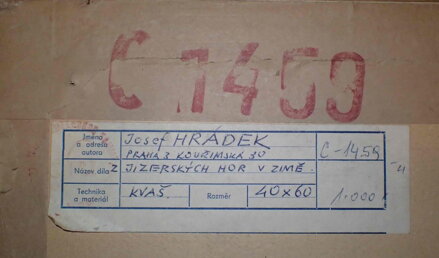 C 1459
Jméno a adresa autora Josef HRÁDEK
PRAHA 3 KOUŘIMSKÁ 30
C-1459
Název díla Z JIZERSKÝCH HOR V ZIMĚ.
Technika a materiál KVAŠ. Rozměr 40x60 1.000